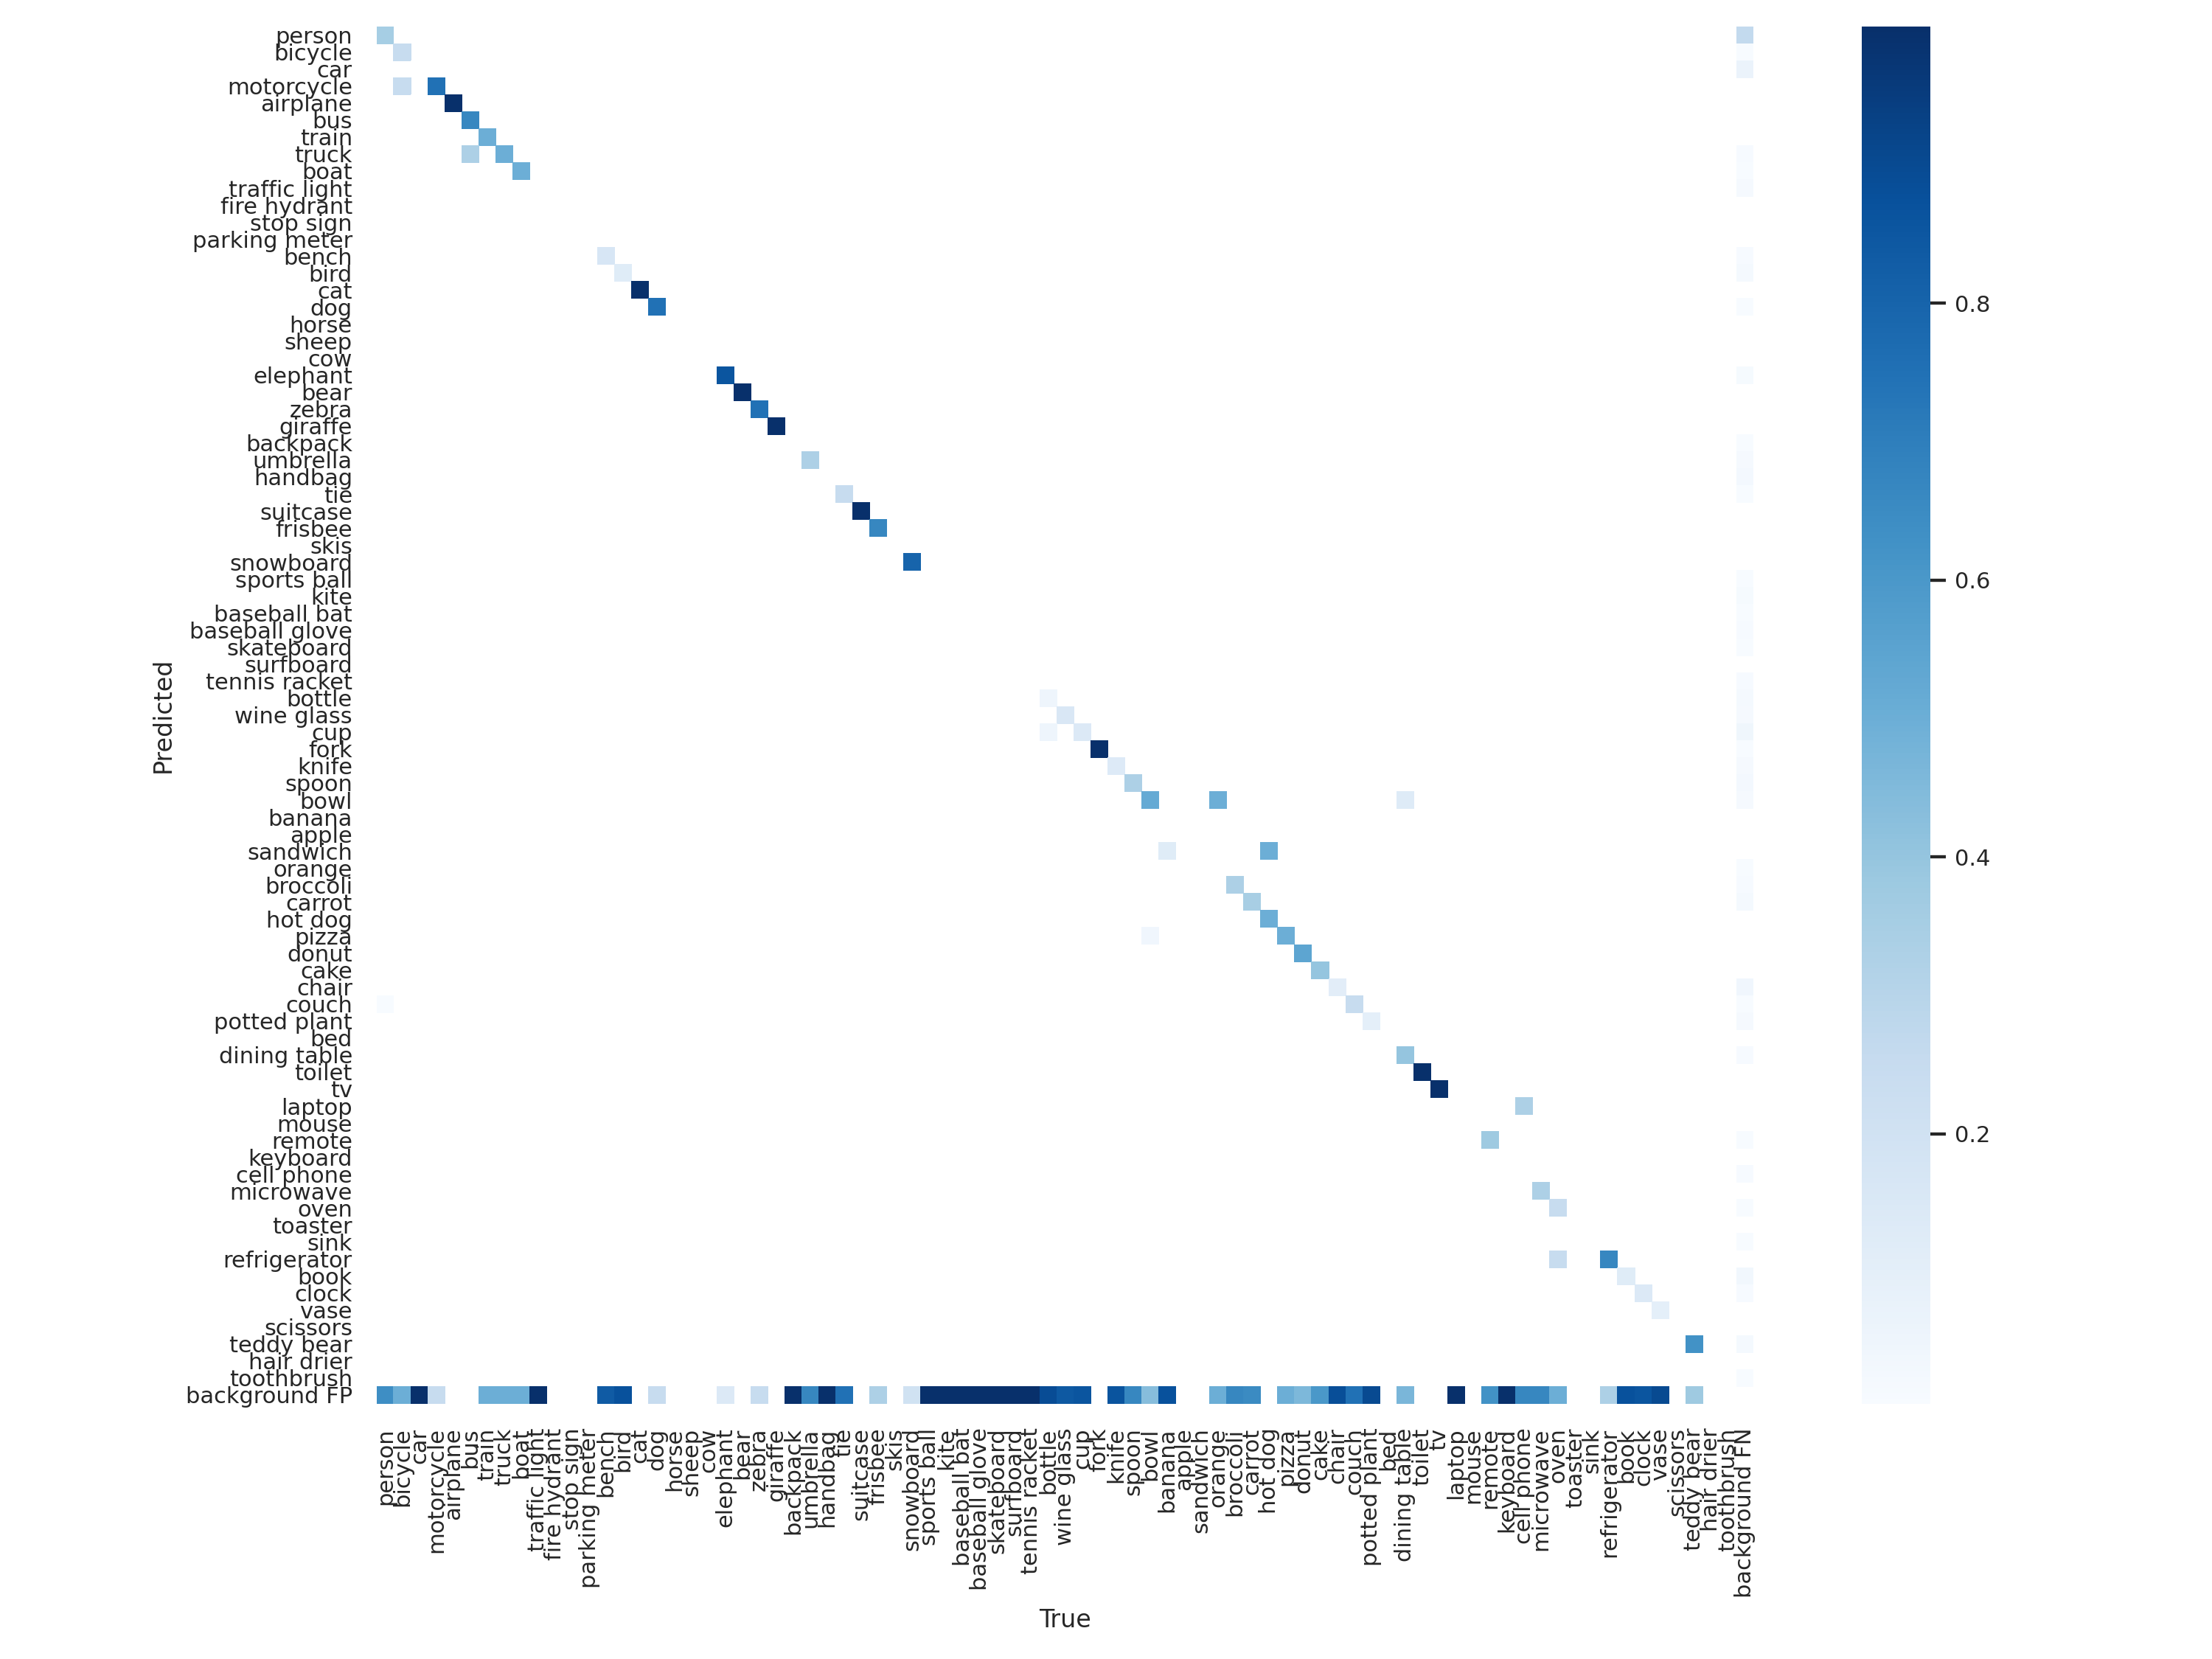 person
bicycle
car
motorcycle
airplane
bus
train
truck
boat
traffic light
fire hydrant
stop sign
parking meter
bench
bird
cat
dog
horse
sheep
cow
elephant
bear
zebra
giraffe
backpack
umbrella
handbag
tie
suitcase
frisbee
skis
snowboard
sports ball
kite
baseball bat
baseball glove
skateboard
surfboard
tennis racket
bottle
wine glass
cup
fork
knife
spoon
bowl
banana
apple
sandwich
orange
broccoli
carrot
hot dog
pizza
donut
cake
chair
couch
potted plant
bed
dining table
toilet
tv
laptop
mouse
remote
keyboard
cell phone
microwave
oven
toaster
sink
refrigerator
book
clock
vase
scissors
teddy bear
hair drier
toothbrush
background FP
Predicted
person
bicycle
car
motorcycle
airplane
bus
train
truck
boat
traffic light
fire hydrant
stop sign
parking meter
bench
bird
cat
dog
horse
sheep
cow
elephant
bear
zebra
giraffe
backpack
umbrella
handbag
tie
suitcase
frisbee
skis
snowboard
sports ball
kite
baseball bat
baseball glove
skateboard
surfboard
tennis racket
bottle
wine glass
cup
fork
knife
spoon
bowl
banana
apple
sandwich
orange
broccoli
carrot
hot dog
pizza
donut
cake
chair
couch
potted plant
bed
dining table
toilet
tv
laptop
mouse
remote
keyboard
cell phone
microwave
oven
toaster
sink
refrigerator
book
clock
vase
scissors
teddy bear
hair drier
toothbrush
background FN
True
0.8
0.6
0.4
0.2